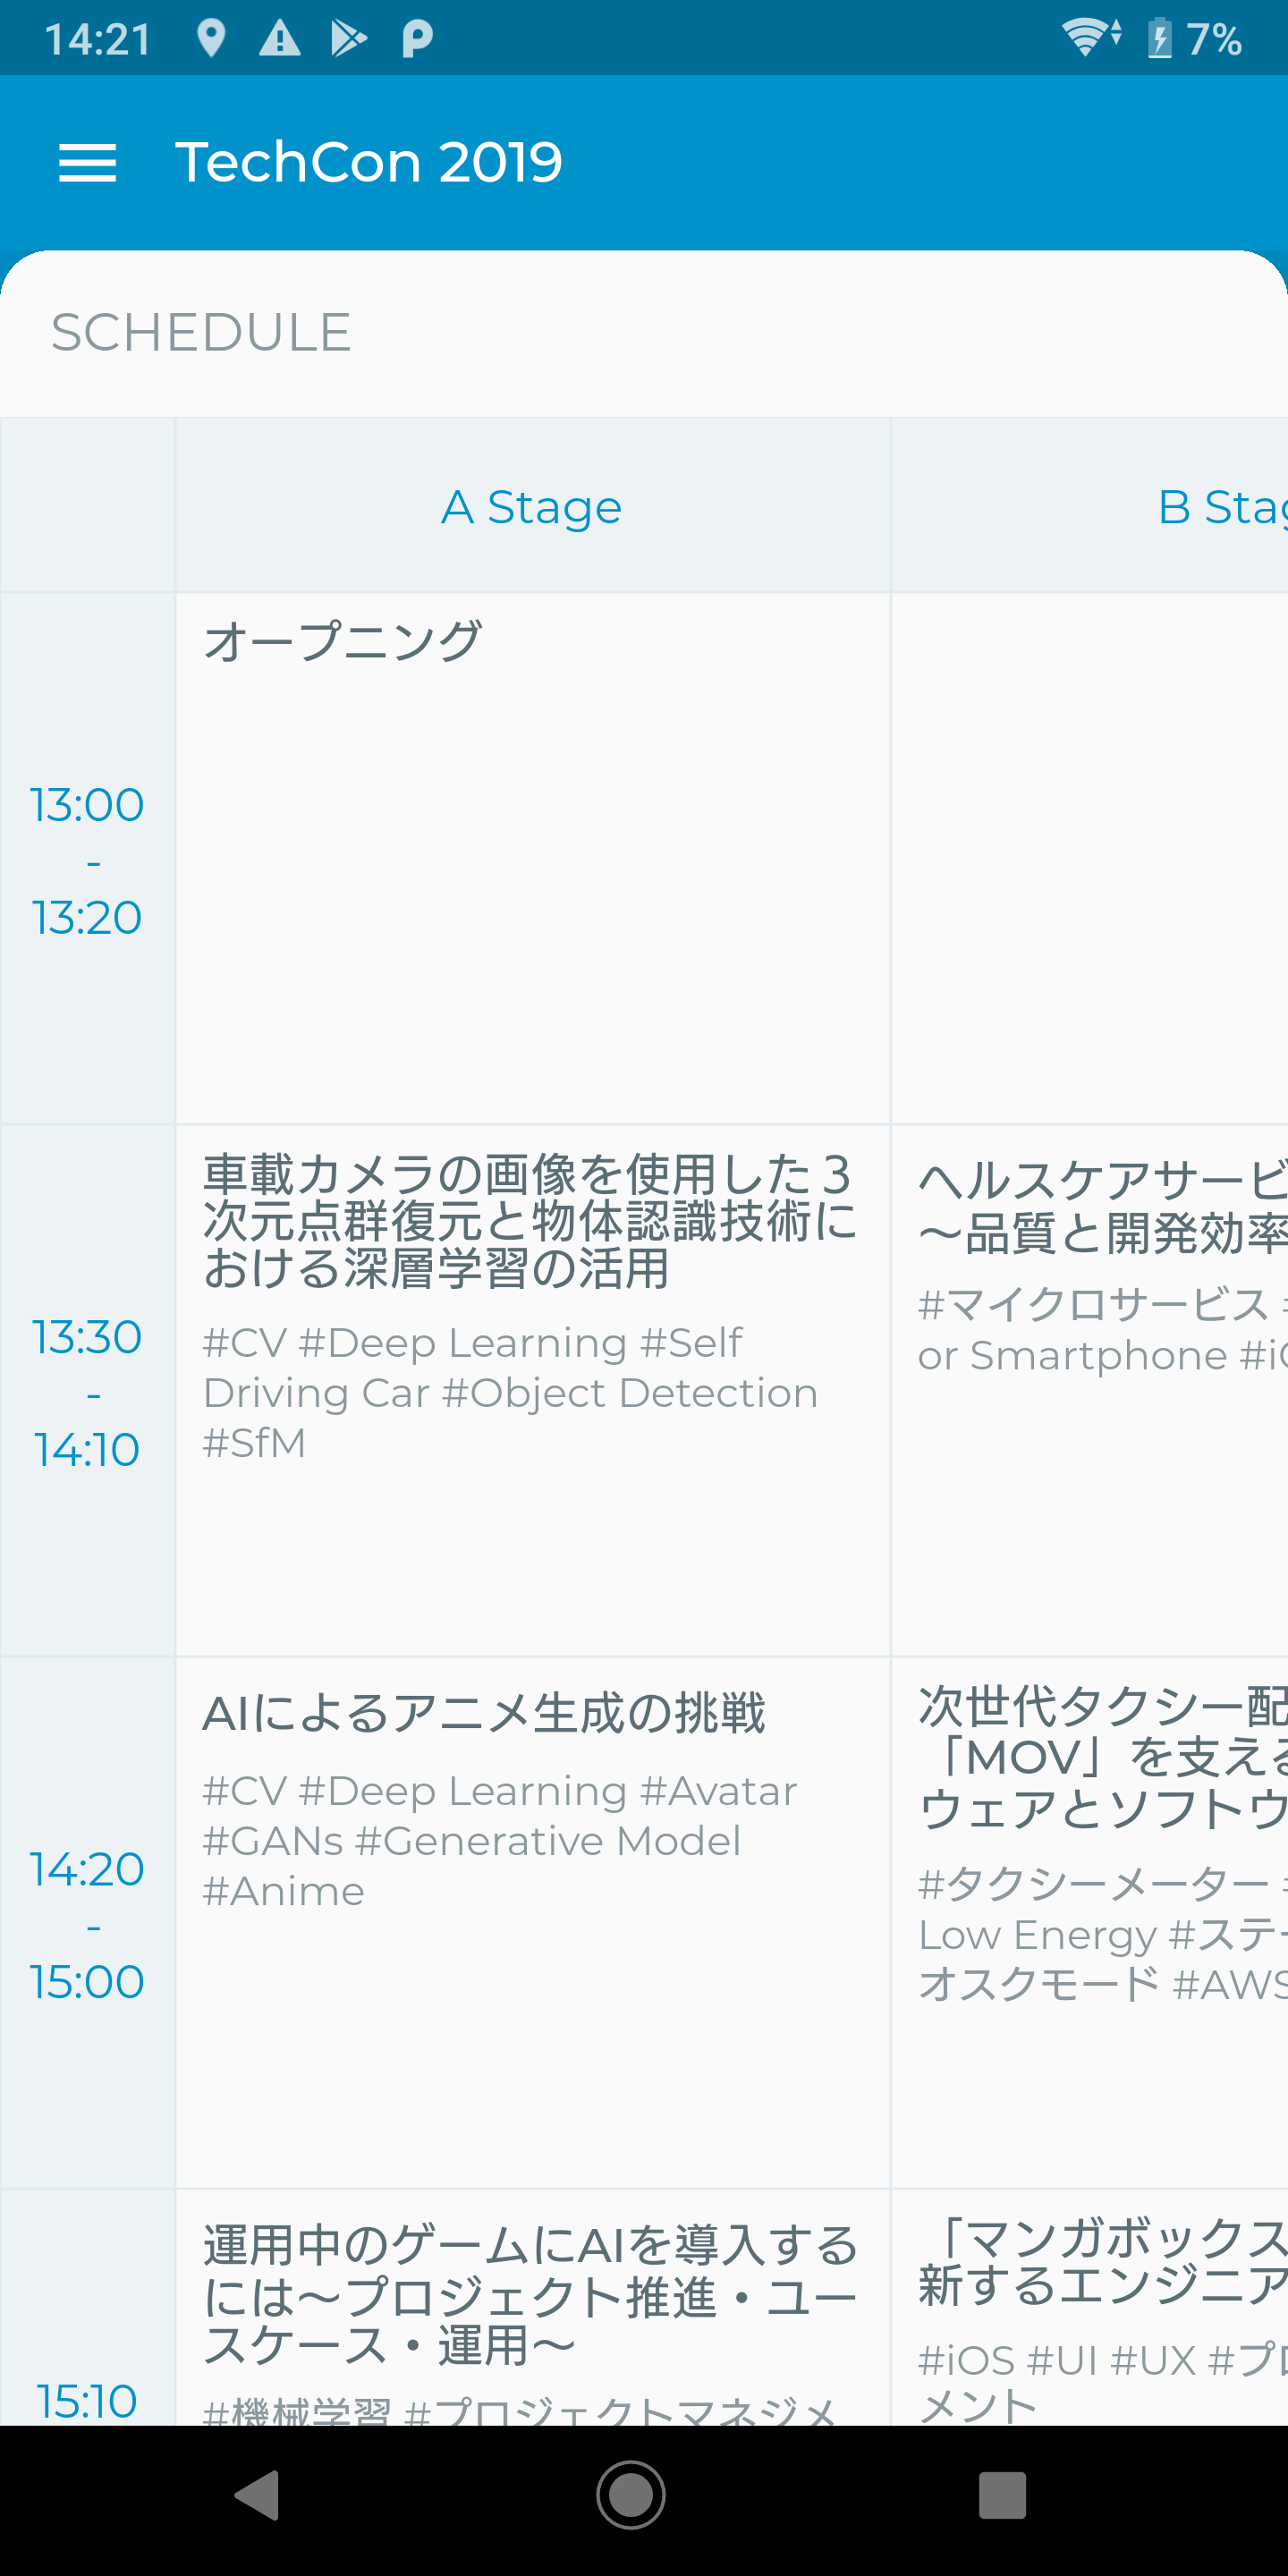 14:21
7%
TechCon 2019
SCHEDULE
A Stage
B
13:00
-
13:20
オープニング
13:30
-
14:10
車載カメラの画像を使用した３
次元点群復元と物体認識技術に
おける深層学習の活用
#CV #Deep Learning #Self
Driving Car #Object Detection
#SfM
ヘルスケアサービ
〜品質と開発効率
#マイクロサービス
or Smartphone
14:20
-
15:00
AIによるアニメ生成の挑戦
#CV #Deep Learning #Avatar
#GANs #Generative Model
#Anime
次世代タクシー配
「MOV」を支える
ウェアとソフトウ
#タクシーメーター
Low Energy #ステー
オスクモード #AWS
15:10
運用中のゲームにAIを導入する
には〜プロジェクト推進・ユー
スケース・運用〜
#機械学習 #プロジェクトマネジメ
「マンガボックス
新するエンジニア
#iOS #UI #UX #プロ
メント